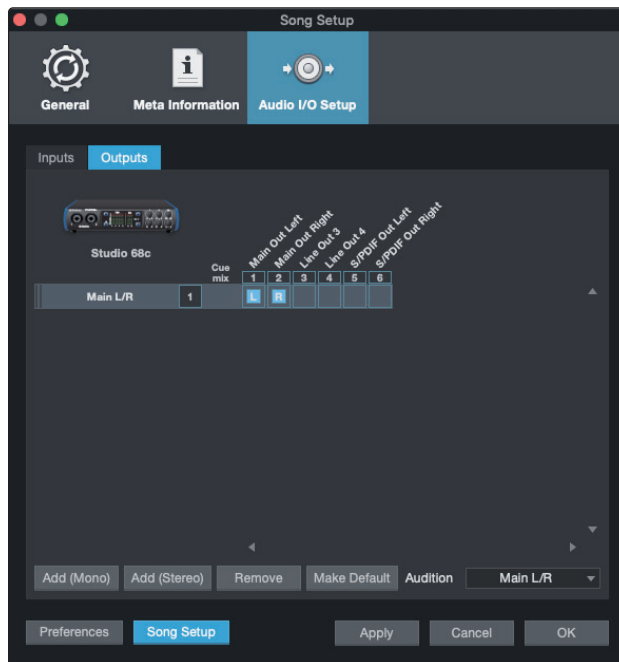 Song Setup
General
Meta Information
Audio I/O Setup
Inputs
Outputs
Studio 68c
Cue mix
Main Out Left
Main Out Right
Line Out 3
Line Out 4
S/PDIF Out Left
S/PDIF Out Right
1 2 3 4 5 6
Main L/R 1 L R
Add (Mono) Add (Stereo) Remove Make Default Audition Main L/R
Preferences Song Setup Apply Cancel OK